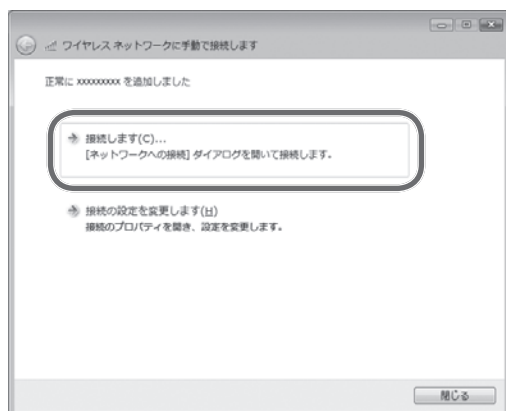 ワイヤレス ネットワークに手動で接続します
正常に xxxxxxxxx を追加しました
接続します(C)...
[ネットワークへの接続] ダイアログを開いて接続します。
接続の設定を変更します(H)
接続のプロパティを開き、設定を変更します。
閉じる